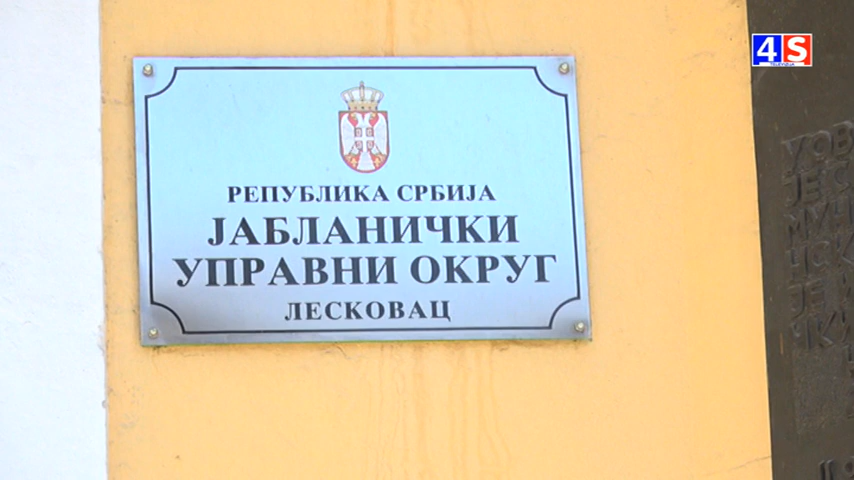 4S
РЕПУБЛИКА СРБИЈА
ЈАБЛАНИЧКИ
УПРАВНИ ОКРУГ
ЛЕСКОВАЦ